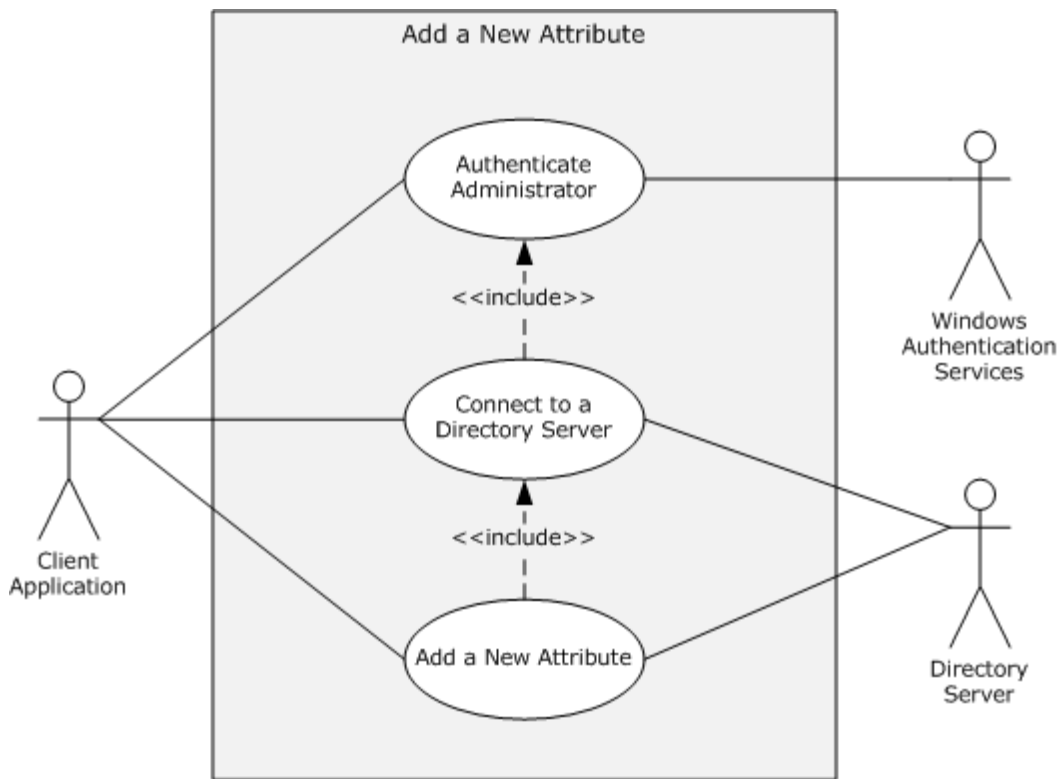 Add a New Attribute
Authenticate
Administrator
<<include>>
Windows
Authentication
Services
Connect to a
Directory Server
<<include>>
Client
Application
Add a New Attribute
Directory
Server